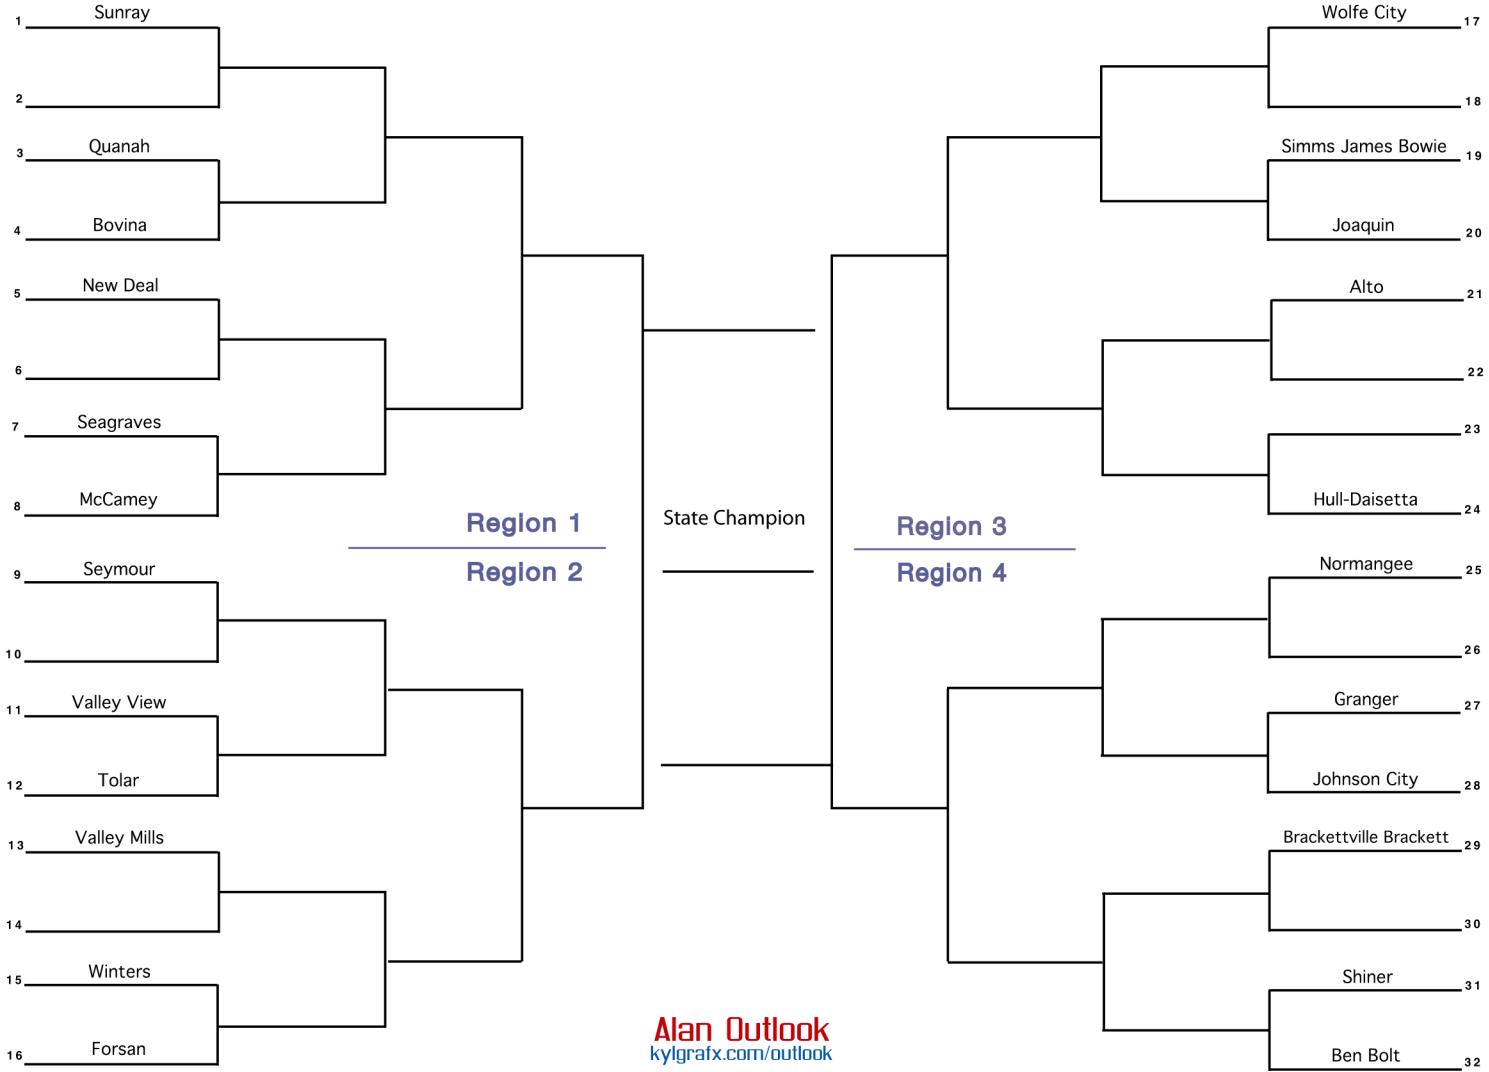 1 Sunray
2
3 Quanah
4 Bovina
5 New Deal
6
7 Seagraves
8 McCamey
9 Seymour
10
11 Valley View
12 Tolar
13 Valley Mills
14
15 Winters
16 Forsan
Region 1
Region 2
State Champion
Region 3
Region 4
Wolfe City 17
18
Simms James Bowie 19
Joaquin 20
Alto 21
22
23
Hull-Daisetta 24
Normangee 25
26
Granger 27
Johnson City 28
Brackettville Brackett 29
30
Shiner 31
Ben Bolt 32
Alan Outlook
kylgrafx.com/outlook